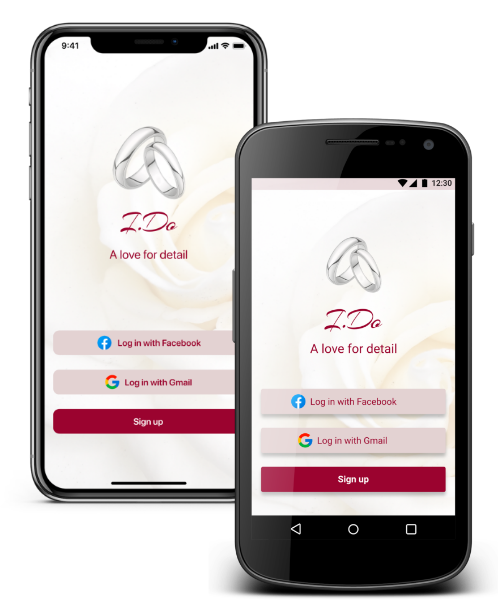 9:41
I.Do
A love for detail
Log in with Facebook
Log in with Gmail
Sign up
12:30
I.Do
A love for detail
Log in with Facebook
Log in with Gmail
Sign up